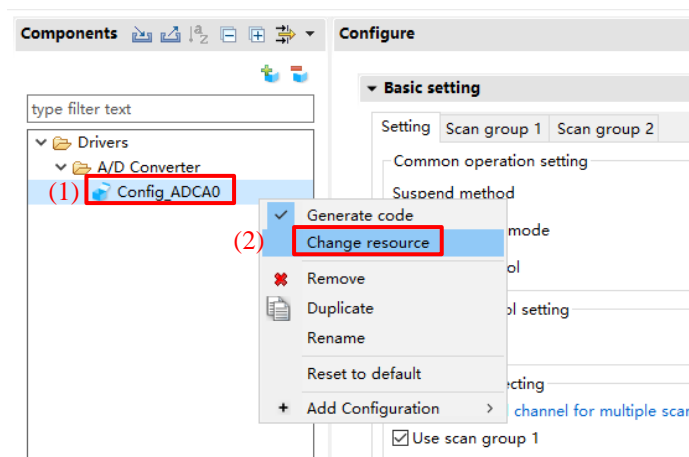 Components
Configure
type filter text
Drivers
A/D Converter
(1) Config_ADCA0
Basic setting
Setting Scan group 1 Scan group 2
Common operation setting
Suspend method
mode
ol
ol setting
ecting
channel for multiple scar
Use scan group 1
Generate code
(2) Change resource
Remove
Duplicate
Rename
Reset to default
Add Configuration